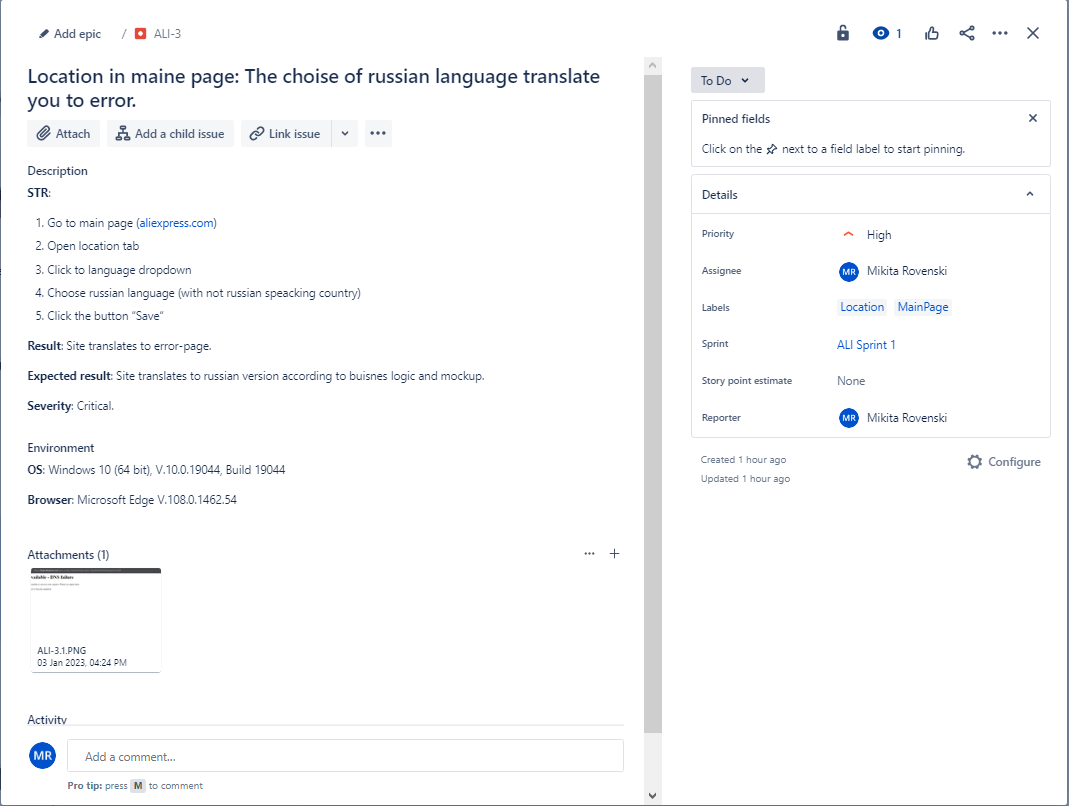 Add epic / ALI-3
1
Location in maine page: The choise of russian language translate
you to error.
Attach
Add a child issue
Link issue
Description
STR:
1. Go to main page (aliexpress.com)
2. Open location tab
3. Click to language dropdown
4. Choose russian language (with not russian speacking country)
5. Click the button “Save”
Result: Site translates to error-page.
Expected result: Site translates to russian version according to buisnes logic and mockup.
Severity: Critical.
Environment
OS: Windows 10 (64 bit), V.10.0.19044, Build 19044
Browser: Microsoft Edge V.108.0.1462.54
Attachments (1)
ailable - DNS failure
ALI-3.1.PNG
03 Jan 2023, 04:24 PM
Activity
MR
Add a comment...
Pro tip: press M to comment
To Do
Pinned fields
Click on the next to a field label to start pinning.
Details
Priority High
Assignee MR Mikita Rovenski
Labels Location MainPage
Sprint ALI Sprint 1
Story point estimate None
Reporter MR Mikita Rovenski
Created 1 hour ago
Updated 1 hour ago
Configure